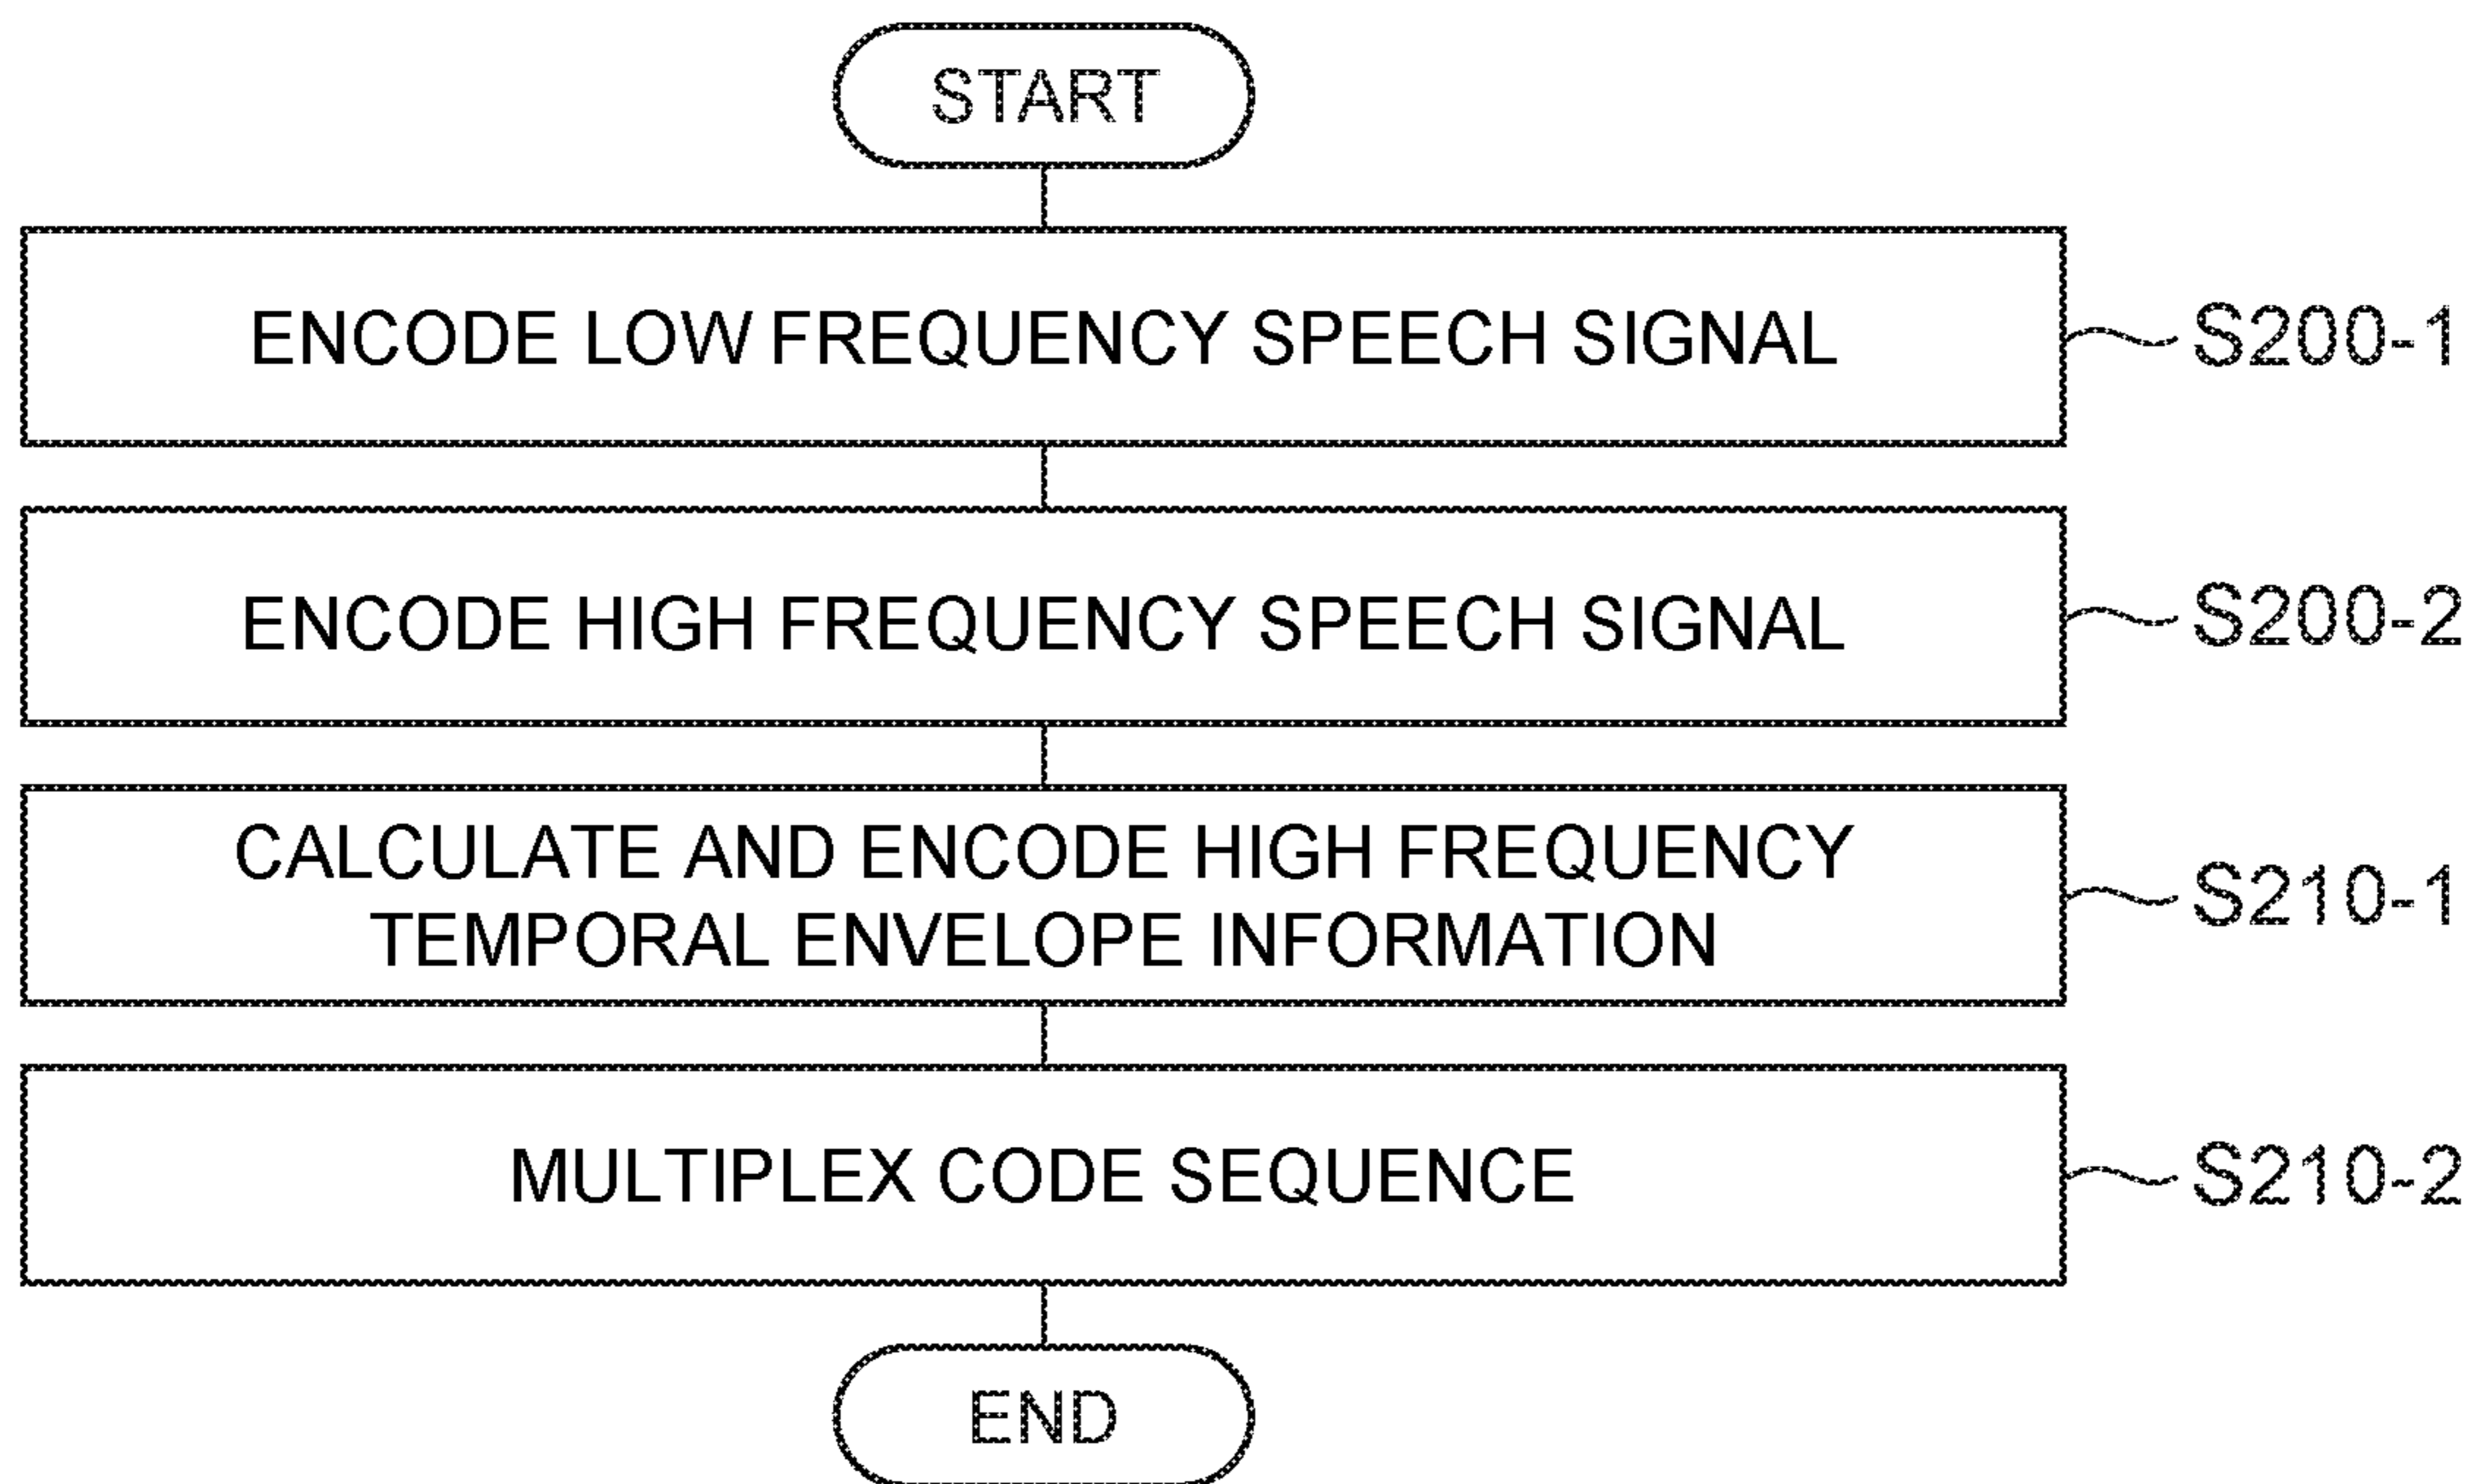 START
ENCODE LOW FREQUENCY SPEECH SIGNAL
S200-1
ENCODE HIGH FREQUENCY SPEECH SIGNAL
S200-2
CALCULATE AND ENCODE HIGH FREQUENCY
TEMPORAL ENVELOPE INFORMATION
S210-1
MULTIPLEX CODE SEQUENCE
S210-2
END